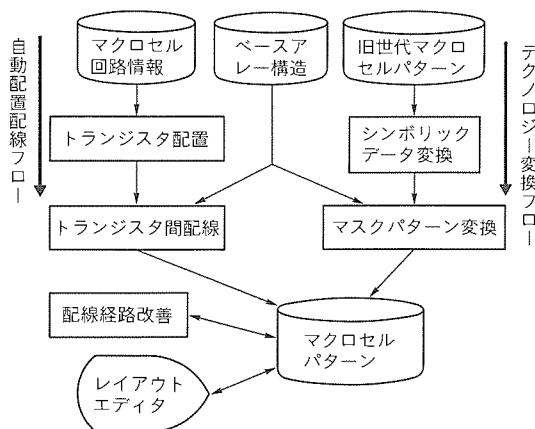 自動配置配線フロー
マクロセル
回路情報
ベースア
レー構造
旧世代マクロ
セルパターン
テクノロジー変換フロー
トランジスタ配置
シンボリック
データ変換
トランジスタ間配線
マスクパターン変換
配線経路改善
マクロセル
パターン
レイアウト
エディタ